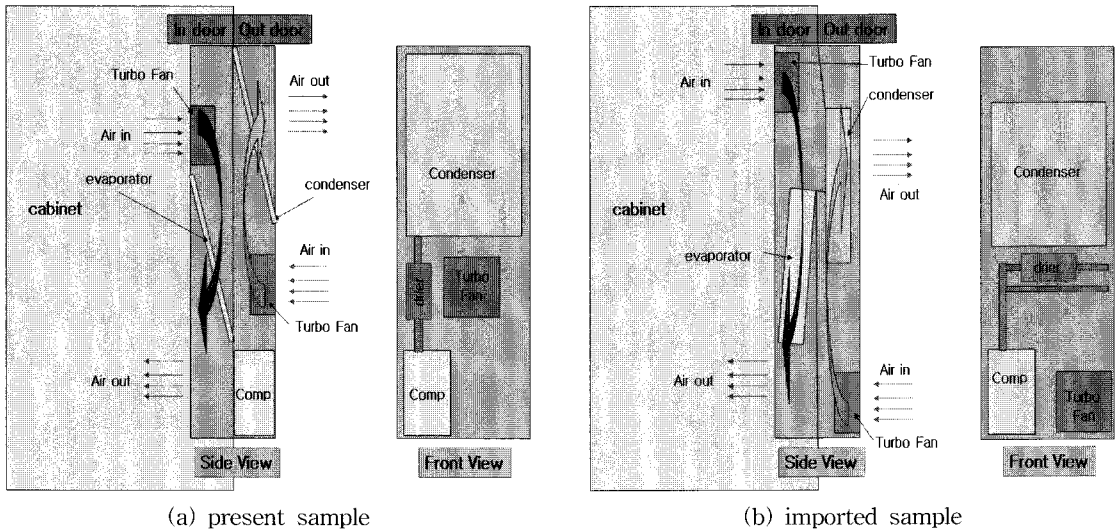 In door Out door
Turbo Fan
Air out
Air in
evaporator
condenser
cabinet
Air in
Turbo Fan
Air out
Comp
Side View
Condenser
drier
Turbo
Fan
Comp
Front View
(a) present sample
In door Out door
Turbo Fan
Air in
condenser
Air out
cabinet
evaporator
Air in
Air out
Turbo Fan
Side View
Condenser
drier
Comp
Turbo
Fan
Front View
(b) imported sample